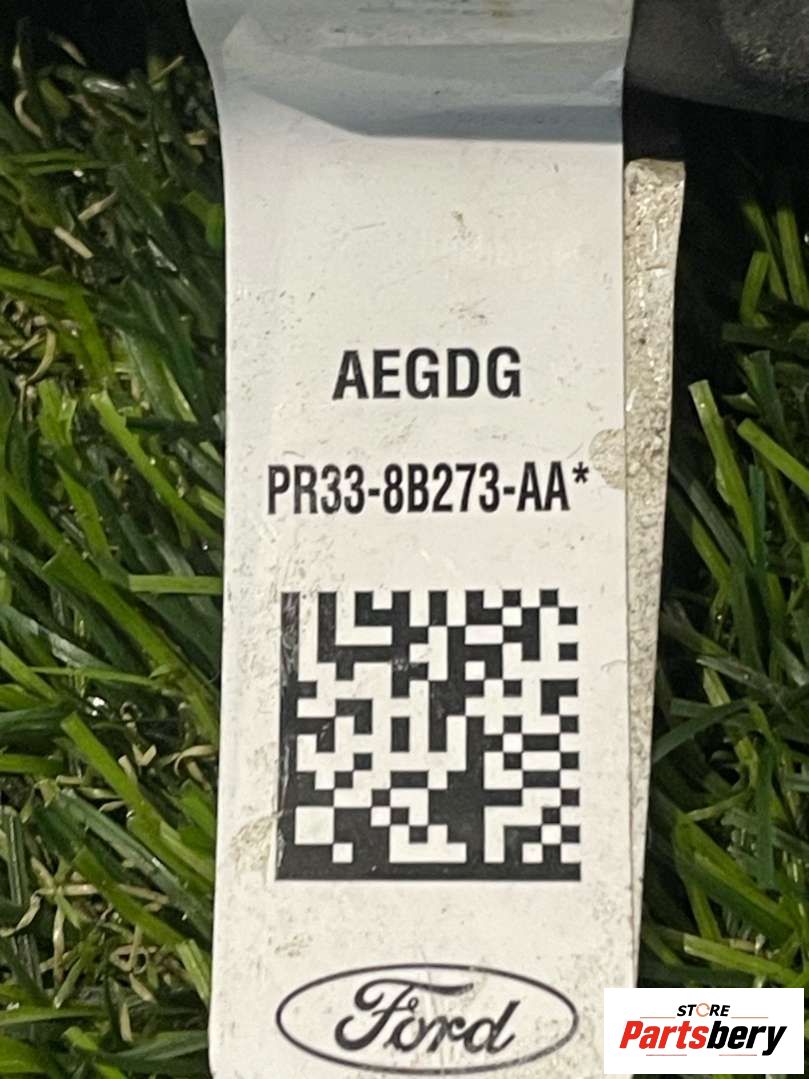 AEGDG
PR33-8B273-AA*
Ford
STORE
Partsbery